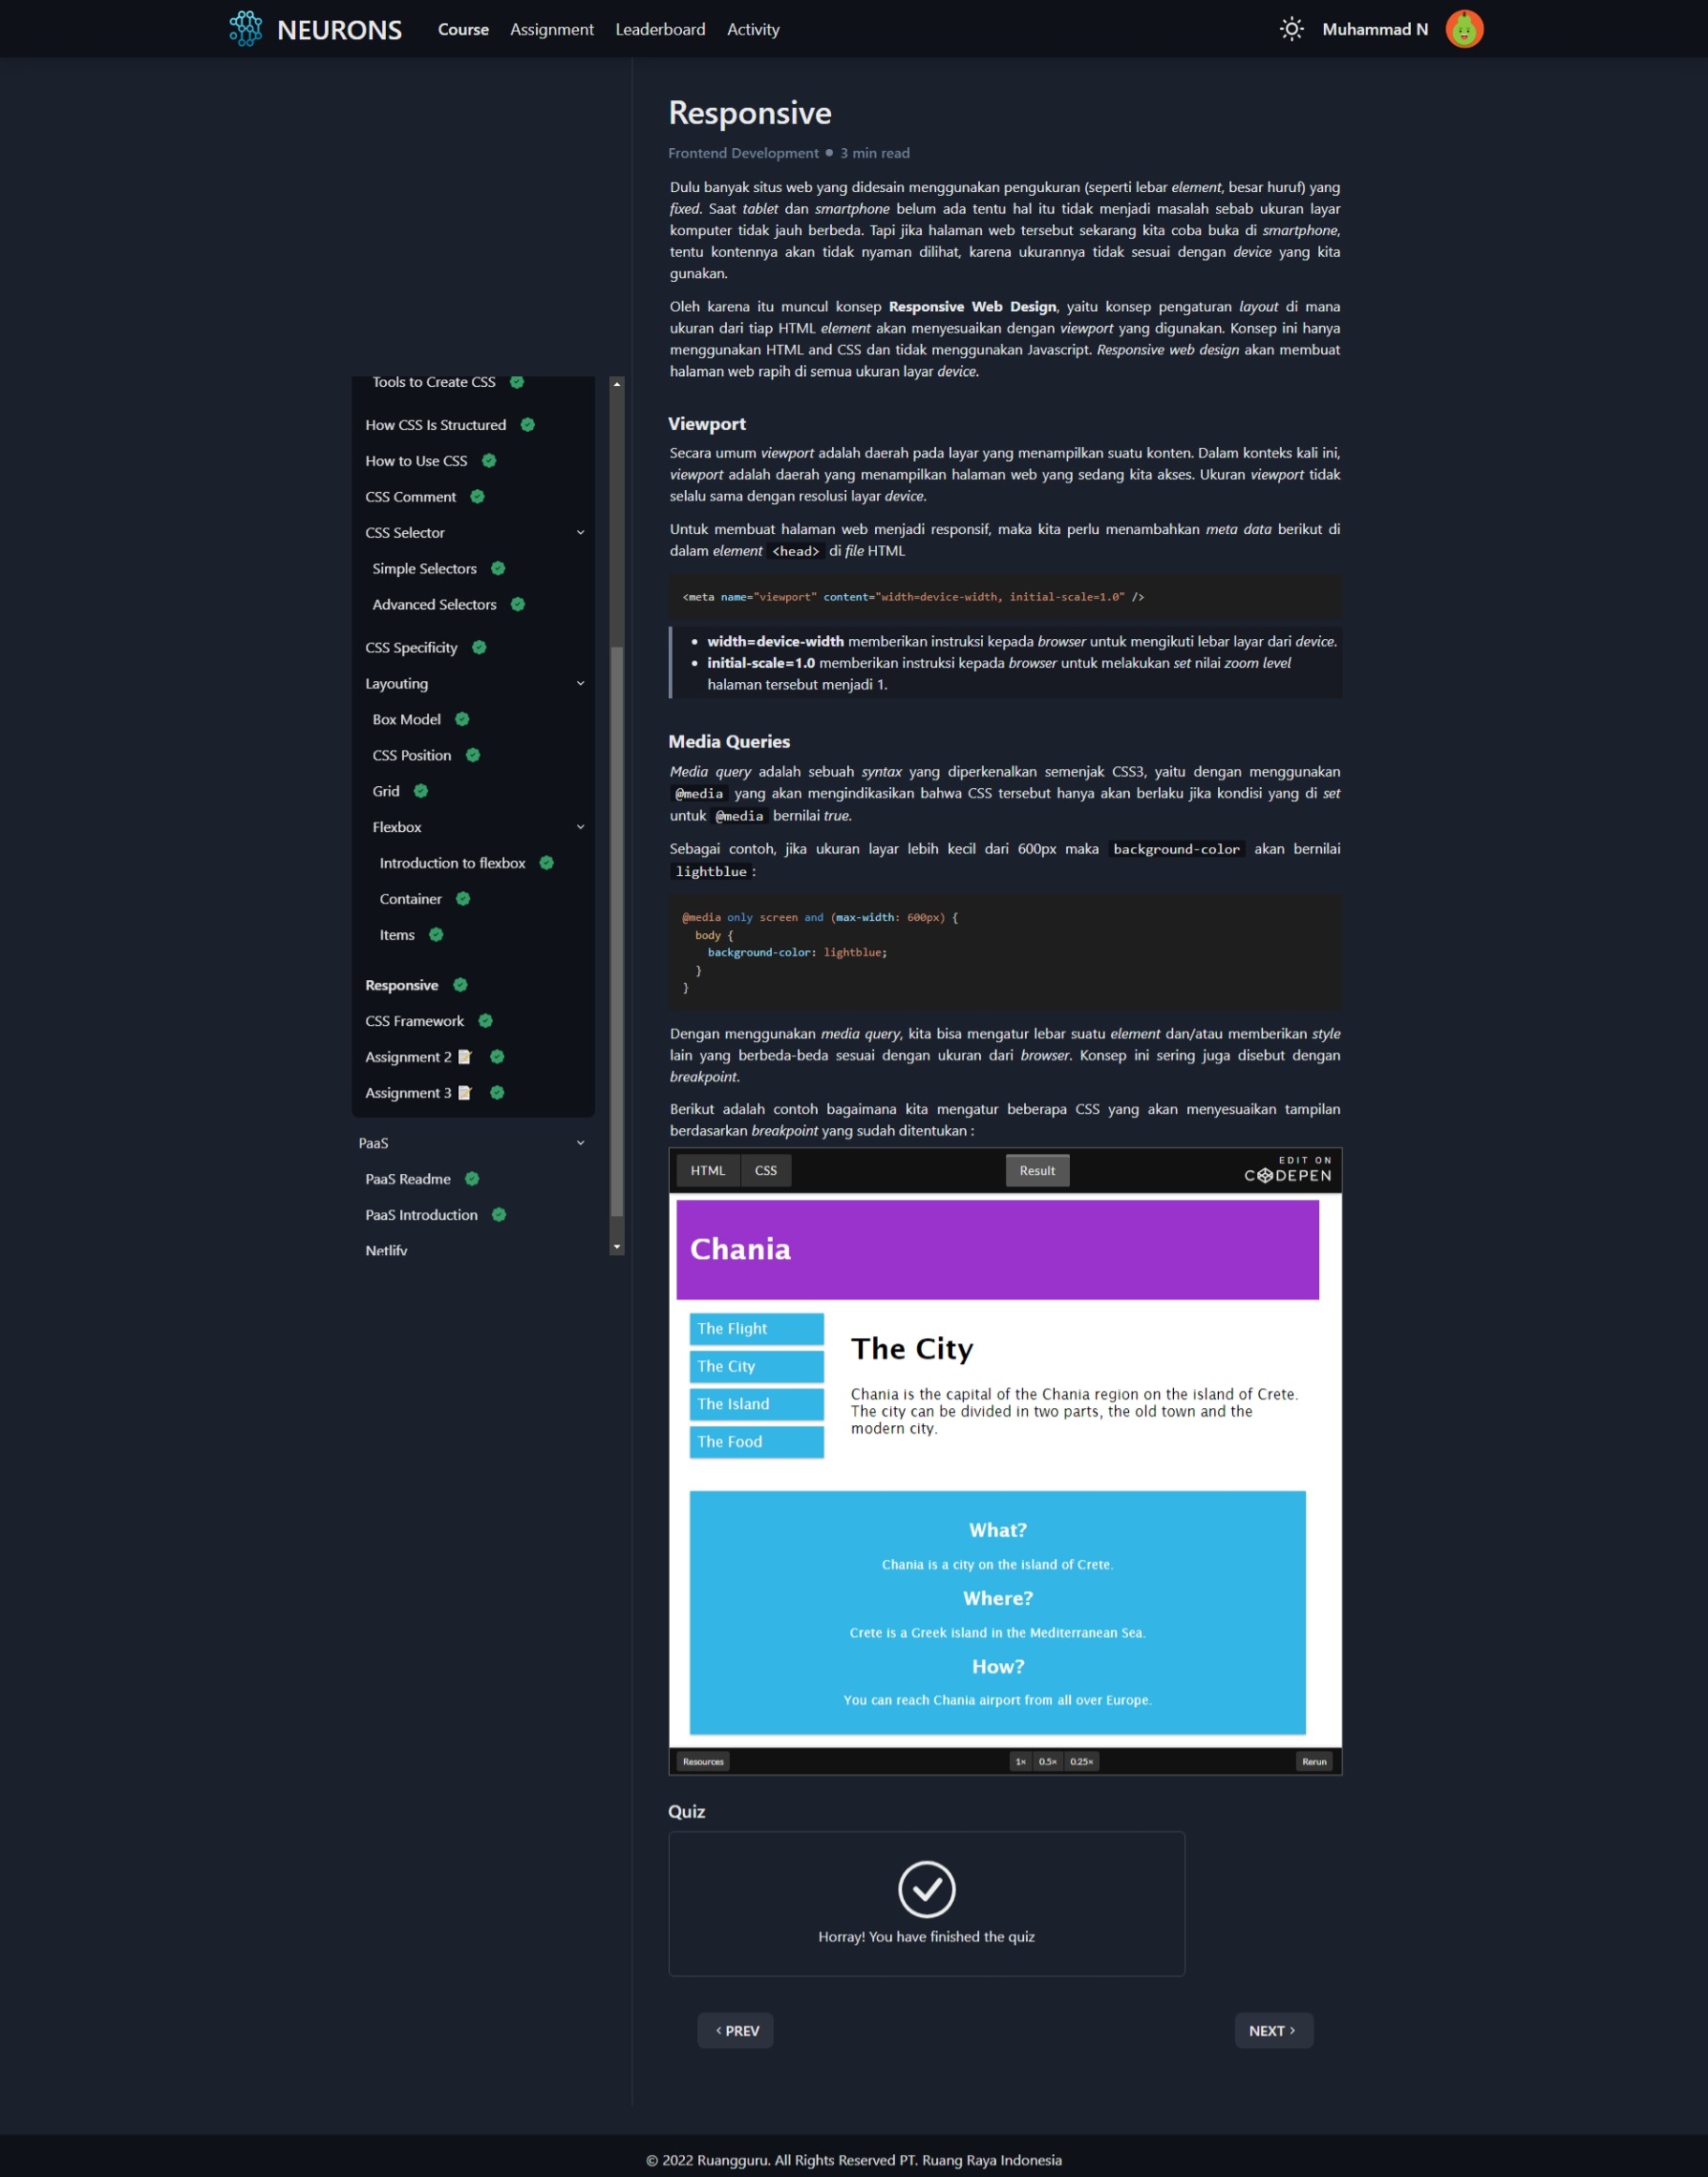 NEURONS Course Assignment Leaderboard Activity Muhammad N
Tools to Create CSS
How CSS Is Structured
How to Use CSS
CSS Comment
CSS Selector
Simple Selectors
Advanced Selectors
CSS Specificity
Layouting
Box Model
CSS Position
Grid
Flexbox
Introduction to flexbox
Container
Items
Responsive
CSS Framework
Assignment 2
Assignment 3
PaaS
PaaS Readme
PaaS Introduction
Netlify
Responsive
Frontend Development • 3 min read
Dulu banyak situs web yang didesain menggunakan pengukuran (seperti lebar element, besar huruf) yang
fixed. Saat tablet dan smartphone belum ada tentu hal itu tidak menjadi masalah sebab ukuran layar
komputer tidak jauh berbeda. Tapi jika halaman web tersebut sekarang kita coba buka di smartphone,
tentu kontennya akan tidak nyaman dilihat, karena ukurannya tidak sesuai dengan device yang kita
gunakan.
Oleh karena itu muncul konsep Responsive Web Design, yaitu konsep pengaturan layout di mana
ukuran dari tiap HTML element akan menyesuaikan dengan viewport yang digunakan. Konsep ini hanya
menggunakan HTML and CSS dan tidak menggunakan Javascript. Responsive web design akan membuat
halaman web rapih di semua ukuran layar device.
Viewport
Secara umum viewport adalah daerah pada layar yang menampilkan suatu konten. Dalam konteks kali ini,
viewport adalah daerah yang menampilkan halaman web yang sedang kita akses. Ukuran viewport tidak
selalu sama dengan resolusi layar device.
Untuk membuat halaman web menjadi responsif, maka kita perlu menambahkan meta data berikut di
dalam element <head> di file HTML
<meta name="viewport" content="width=device-width, initial-scale=1.0" />
• width=device-width memberikan instruksi kepada browser untuk mengikuti lebar layar dari device.
• initial-scale=1.0 memberikan instruksi kepada browser untuk melakukan set nilai zoom level
halaman tersebut menjadi 1.
Media Queries
Media query adalah sebuah syntax yang diperkenalkan semenjak CSS3, yaitu dengan menggunakan
@media yang akan mengindikasikan bahwa CSS tersebut hanya akan berlaku jika kondisi yang di set
untuk @media bernilai true.
Sebagai contoh, jika ukuran layar lebih kecil dari 600px maka background-color akan bernilai
lightblue :
@media only screen and (max-width: 600px) {
body {
background-color: lightblue;
}
}
Dengan menggunakan media query, kita bisa mengatur lebar suatu element dan/atau memberikan style
lain yang berbeda-beda sesuai dengan ukuran dari browser. Konsep ini sering juga disebut dengan
breakpoint.
Berikut adalah contoh bagaimana kita mengatur beberapa CSS yang akan menyesuaikan tampilan
berdasarkan breakpoint yang sudah ditentukan :
HTML CSS Result EDIT ON
CODEPEN
Chania
The Flight
The City
The Island
The Food
The City
Chania is the capital of the Chania region on the island of Crete.
The city can be divided in two parts, the old town and the
modern city.
What?
Chania is a city on the island of Crete.
Where?
Crete is a Greek island in the Mediterranean Sea.
How?
You can reach Chania airport from all over Europe.
Resources 1× 0.5× 0.25× Rerun
Quiz
Horray! You have finished the quiz
‹ PREV NEXT ›
© 2022 Ruangguru. All Rights Reserved PT. Ruang Raya Indonesia